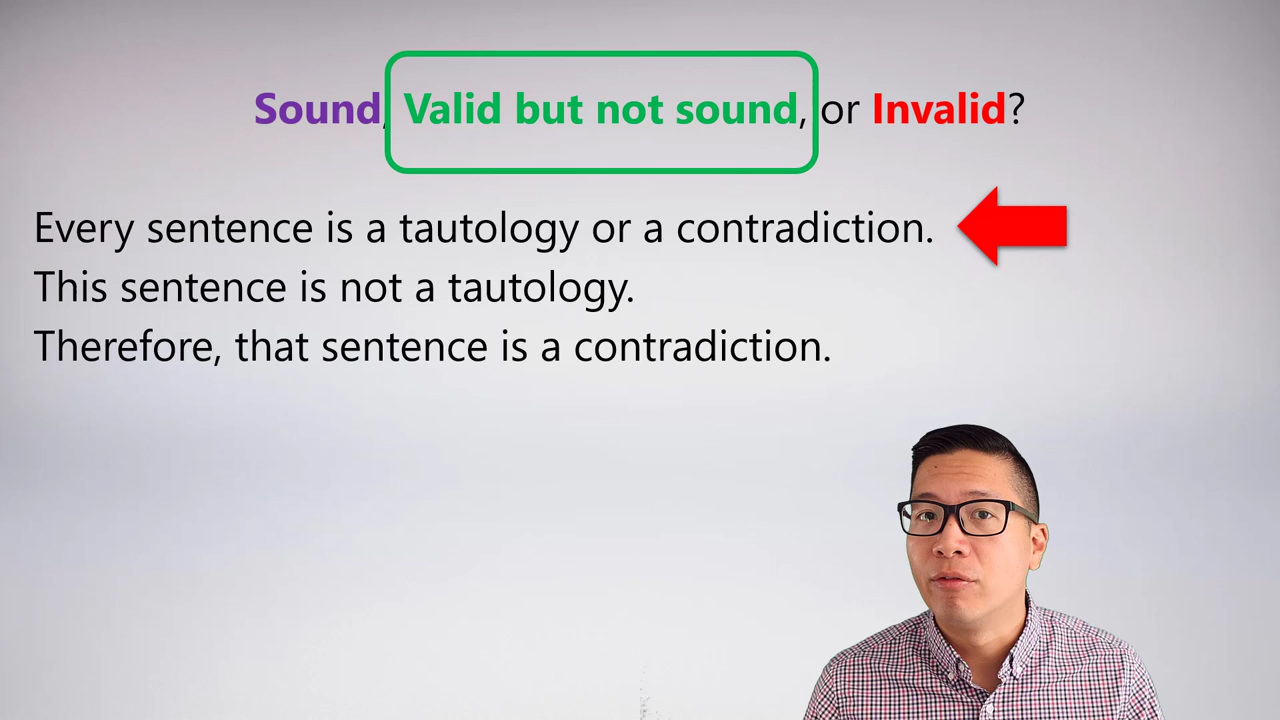 Sound, Valid but not sound, or Invalid?
Every sentence is a tautology or a contradiction.
This sentence is not a tautology.
Therefore, that sentence is a contradiction.